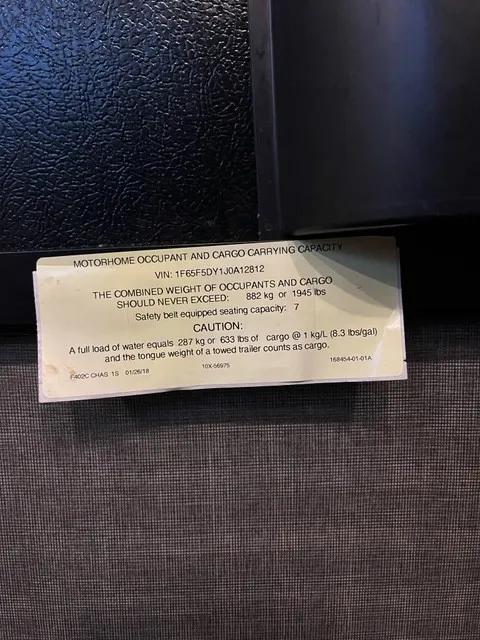 MOTORHOME OCCUPANT AND CARGO CARRYING CAPACITY
VIN: 1F65F5DY1J0A12812
THE COMBINED WEIGHT OF OCCUPANTS AND CARGO
SHOULD NEVER EXCEED: 882 kg or 1945 lbs
Safety belt equipped seating capacity: 7
CAUTION:
A full load of water equals 287 kg or 633 lbs of cargo @ 1 kg/L (8.3 lbs/gal)
and the tongue weight of a towed trailer counts as cargo.
F402C CHAS 1S 01/26/18 10X-56975 168454-01-01A